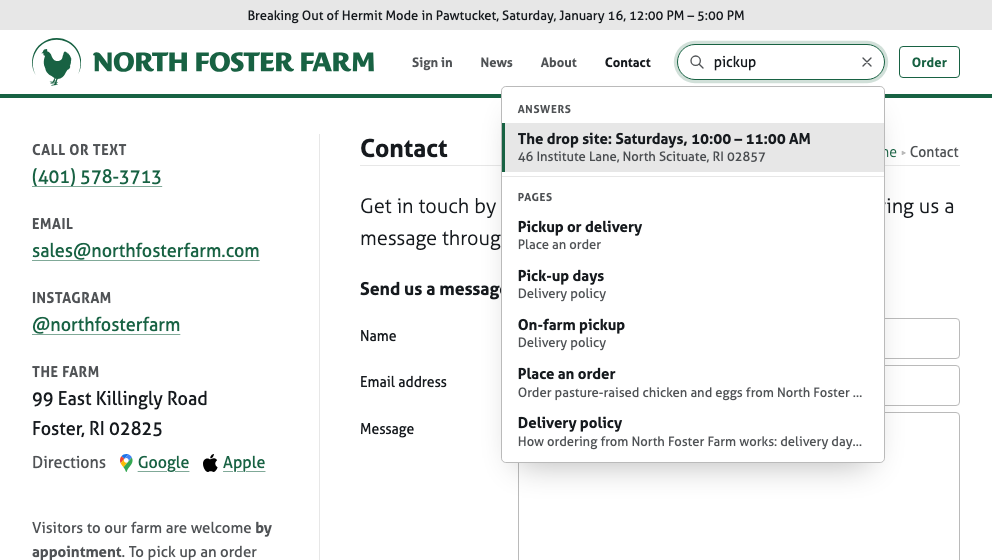 Breaking Out of Hermit Mode in Pawtucket, Saturday, January 16, 12:00 PM – 5:00 PM
NORTH FOSTER FARM
Sign in
News
About
Contact
pickup
Order
ANSWERS
The drop site: Saturdays, 10:00 – 11:00 AM
46 Institute Lane, North Scituate, RI 02857
PAGES
Pickup or delivery
Place an order
Pick-up days
Delivery policy
On-farm pickup
Delivery policy
Place an order
Order pasture-raised chicken and eggs from North Foster ...
Delivery policy
How ordering from North Foster Farm works: delivery day...
CALL OR TEXT
(401) 578-3713
EMAIL
sales@northfosterfarm.com
INSTAGRAM
@northfosterfarm
THE FARM
99 East Killingly Road
Foster, RI 02825
Directions Google Apple
Visitors to our farm are welcome by
appointment. To pick up an order
Contact
Contact
Get in touch by
us a
message
Send us a
Name
Email address
Message